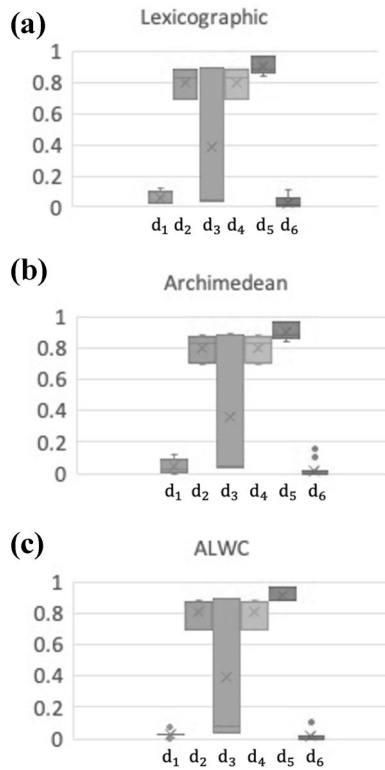 (a)
Lexicographic
1
0.8
0.6
0.4
0.2
0
d₁ d₂ d₃ d₄ d₅ d₆
(b)
Archimedean
1
0.8
0.6
0.4
0.2
0
d₁ d₂ d₃ d₄ d₅ d₆
(c)
ALWC
1
0.8
0.6
0.4
0.2
0
d₁ d₂ d₃ d₄ d₅ d₆